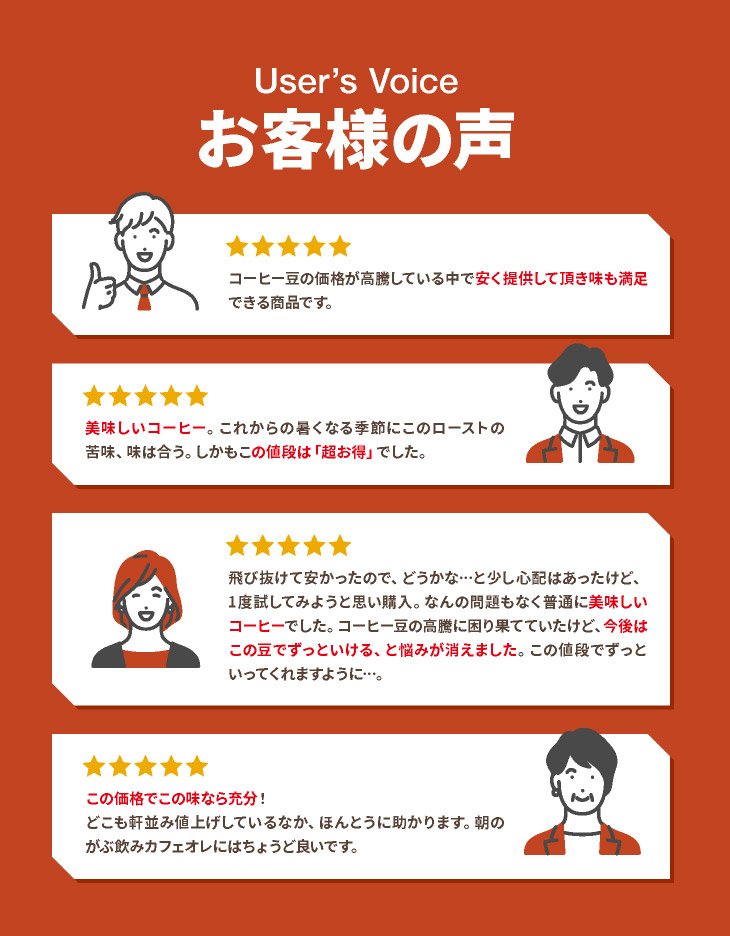 User's Voice
お客様の声
コーヒー豆の価格が高騰している中で安く提供して頂き味も満足
できる商品です。
美味しいコーヒー。これからの暑くなる季節にこのローストの
苦味、味は合う。しかもこの値段は「超お得」でした。
飛び抜けて安かったので、どうかな…と少し心配はあったけど、
1度試してみようと思い購入。なんの問題もなく普通に美味しい
コーヒーでした。コーヒー豆の高騰に困り果てていたけど、今後は
この豆でずっといける、と悩みが消えました。この値段でずっと
いってくれますように…。
この価格でこの味なら充分！
どこも軒並み値上げしているなか、ほんとうに助かります。朝の
がぶ飲みカフェオレにはちょうど良いです。